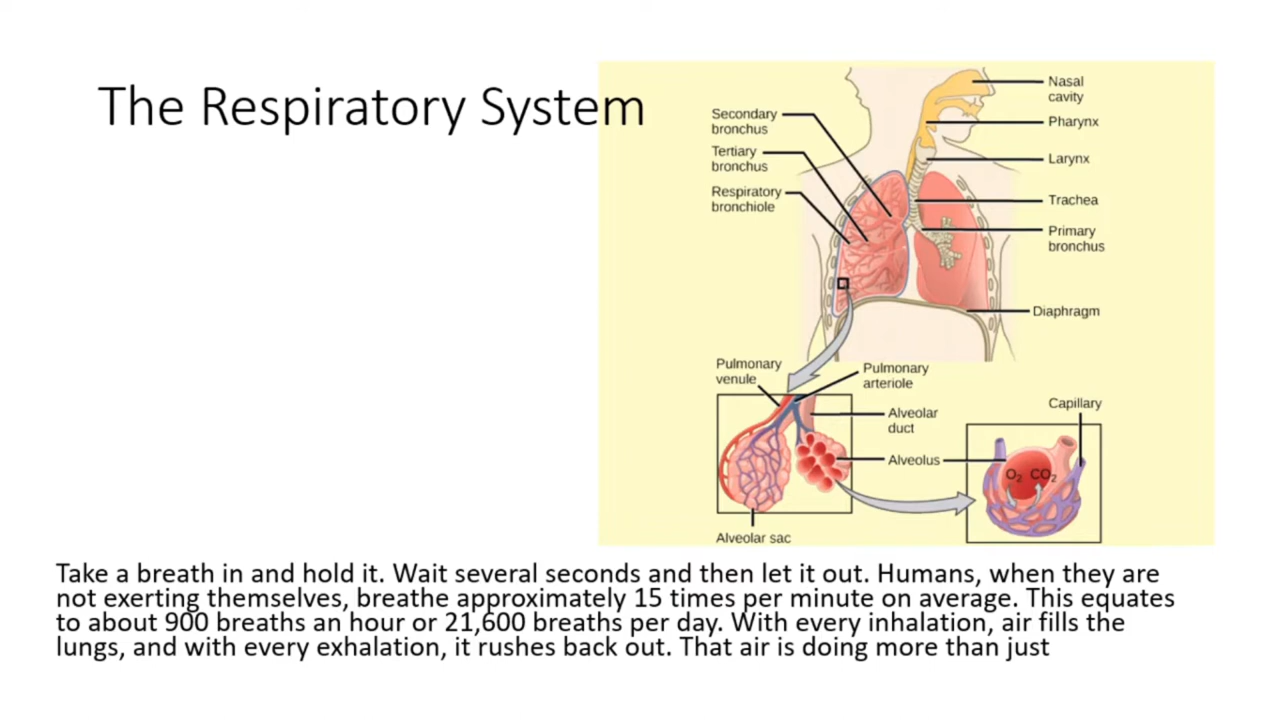 The Respiratory System
Nasal
cavity
Pharynx
Larynx
Trachea
Primary
bronchus
Diaphragm
Secondary
bronchus
Tertiary
bronchus
Respiratory
bronchiole
Pulmonary
venule
Pulmonary
arteriole
Alveolar
duct
Alveolus
Alveolar sac
Capillary
O2 CO2
Take a breath in and hold it. Wait several seconds and then let it out. Humans, when they are
not exerting themselves, breathe approximately 15 times per minute on average. This equates
to about 900 breaths an hour or 21,600 breaths per day. With every inhalation, air fills the
lungs, and with every exhalation, it rushes back out. That air is doing more than just